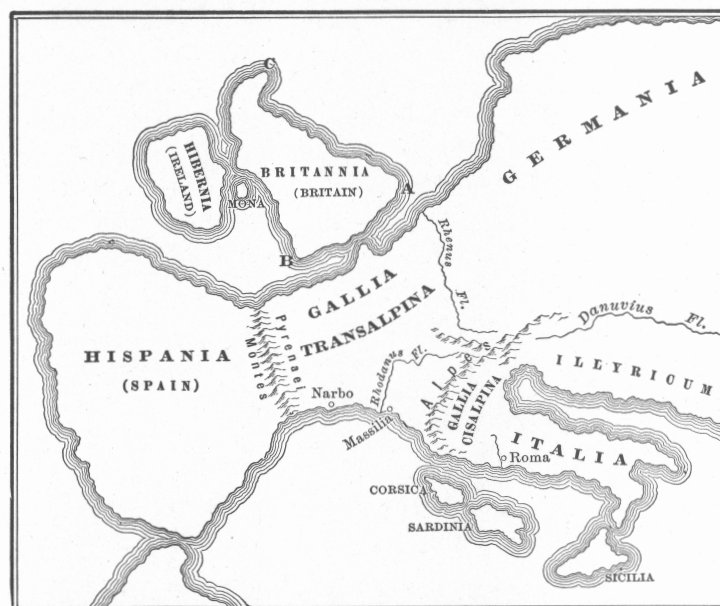 C
GERMANIA
HIBERNIA
(IRELAND)
BRITANNIA
(BRITAIN)
MONA
A
B
Rhenus Fl.
GALLIA
TRANSALPINA
Danuvius Fl.
HISPANIA
(SPAIN)
Pyrenaei
Montes
Narbo
Rhodanus Fl.
Massilia
Alpes
GALLIA
CISALPINA
ILLYRICUM
ITALIA
Roma
CORSICA
SARDINIA
SICILIA